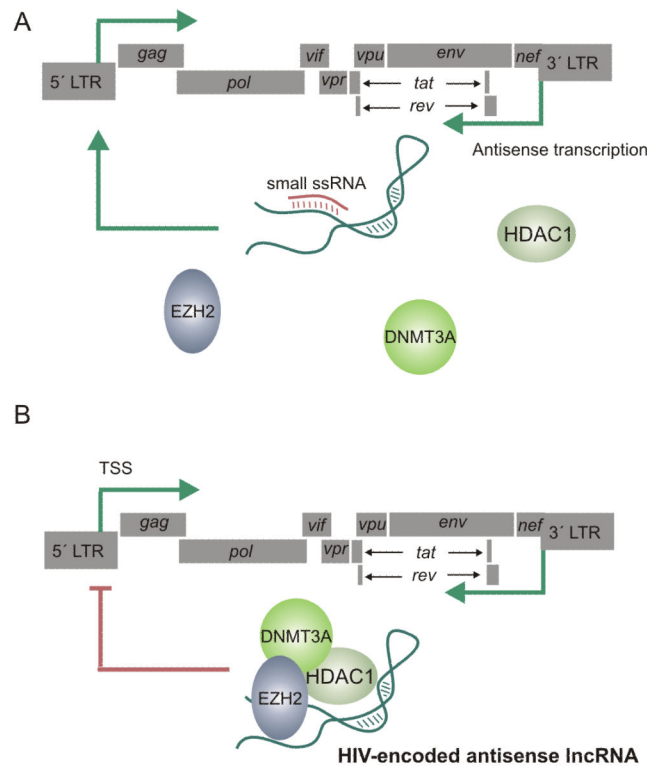 A
5´ LTR
gag
pol
vif
vpr
vpu
env
nef
3´ LTR
tat
rev
Antisense transcription
small ssRNA
HDAC1
EZH2
DNMT3A
B
TSS
5´ LTR
gag
pol
vif
vpr
vpu
env
nef
3´ LTR
tat
rev
DNMT3A
HDAC1
EZH2
HIV-encoded antisense lncRNA